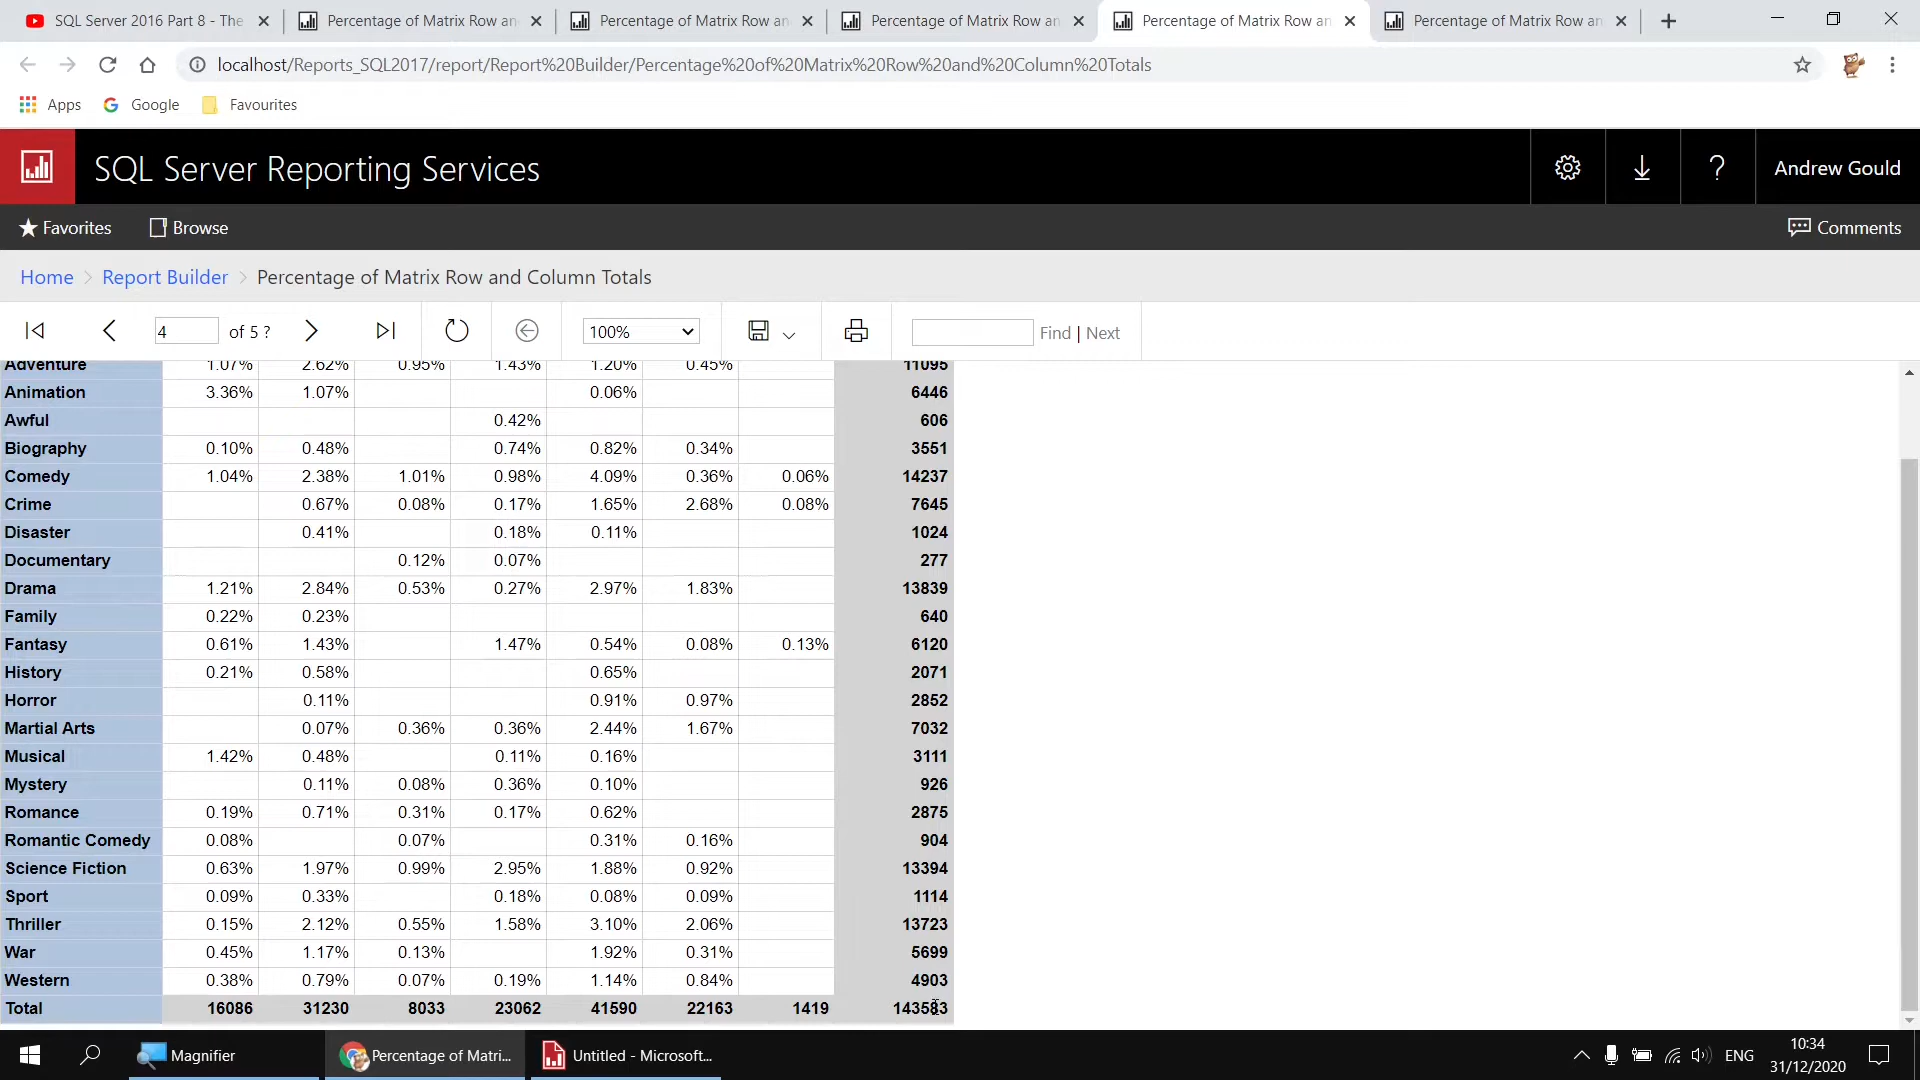 SQL Server 2016 Part 8 - The
Percentage of Matrix Row an
Percentage of Matrix Row an
Percentage of Matrix Row an
Percentage of Matrix Row an
Percentage of Matrix Row an
localhost/Reports_SQL2017/report/Report%20Builder/Percentage%20of%20Matrix%20Row%20and%20Column%20Totals
Apps Google Favourites
SQL Server Reporting Services ? Andrew Gould
Favorites Browse Comments
Home > Report Builder > Percentage of Matrix Row and Column Totals
4 of 5 ? 100% Find | Next
Adventure 1.07% 2.62% 0.95% 1.43% 1.20% 0.45% 11095
Animation 3.36% 1.07% 0.06% 6446
Awful 0.42% 606
Biography 0.10% 0.48% 0.74% 0.82% 0.34% 3551
Comedy 1.04% 2.38% 1.01% 0.98% 4.09% 0.36% 0.06% 14237
Crime 0.67% 0.08% 0.17% 1.65% 2.68% 0.08% 7645
Disaster 0.41% 0.18% 0.11% 1024
Documentary 0.12% 0.07% 277
Drama 1.21% 2.84% 0.53% 0.27% 2.97% 1.83% 13839
Family 0.22% 0.23% 640
Fantasy 0.61% 1.43% 1.47% 0.54% 0.08% 0.13% 6120
History 0.21% 0.58% 0.65% 2071
Horror 0.11% 0.91% 0.97% 2852
Martial Arts 0.07% 0.36% 0.36% 2.44% 1.67% 7032
Musical 1.42% 0.48% 0.11% 0.16% 3111
Mystery 0.11% 0.08% 0.36% 0.10% 926
Romance 0.19% 0.71% 0.31% 0.17% 0.62% 2875
Romantic Comedy 0.08% 0.07% 0.31% 0.16% 904
Science Fiction 0.63% 1.97% 0.99% 2.95% 1.88% 0.92% 13394
Sport 0.09% 0.33% 0.18% 0.08% 0.09% 1114
Thriller 0.15% 2.12% 0.55% 1.58% 3.10% 2.06% 13723
War 0.45% 1.17% 0.13% 1.92% 0.31% 5699
Western 0.38% 0.79% 0.07% 0.19% 1.14% 0.84% 4903
Total 16086 31230 8033 23062 41590 22163 1419 143583
Magnifier Percentage of Matri... Untitled - Microsoft... ENG 10:34
31/12/2020